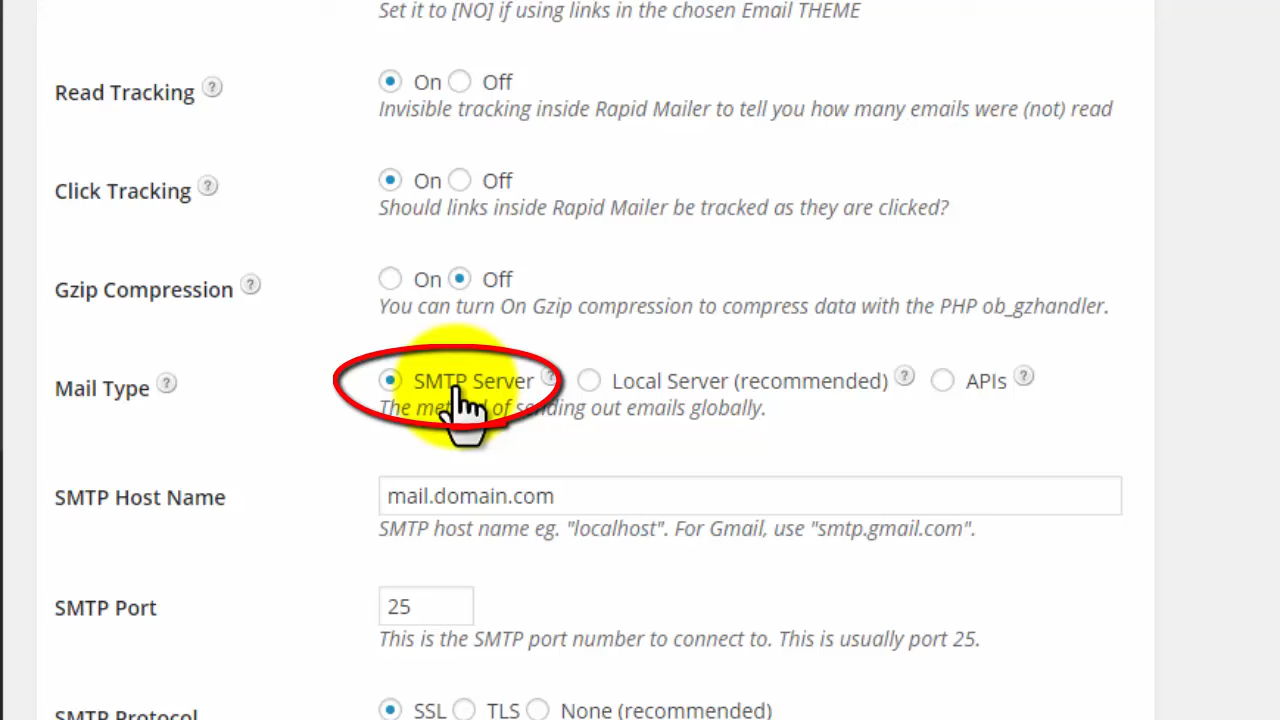 Set it to [NO] if using links in the chosen Email THEME
Read Tracking ? On Off
Invisible tracking inside Rapid Mailer to tell you how many emails were (not) read
Click Tracking ? On Off
Should links inside Rapid Mailer be tracked as they are clicked?
Gzip Compression ? On Off
You can turn On Gzip compression to compress data with the PHP ob_gzhandler.
Mail Type ? SMTP Server ? Local Server (recommended) ? APIs ?
The method of sending out emails globally.
SMTP Host Name mail.domain.com
SMTP host name eg. "localhost". For Gmail, use "smtp.gmail.com".
SMTP Port 25
This is the SMTP port number to connect to. This is usually port 25.
SMTP Protocol SSL TLS None (recommended)